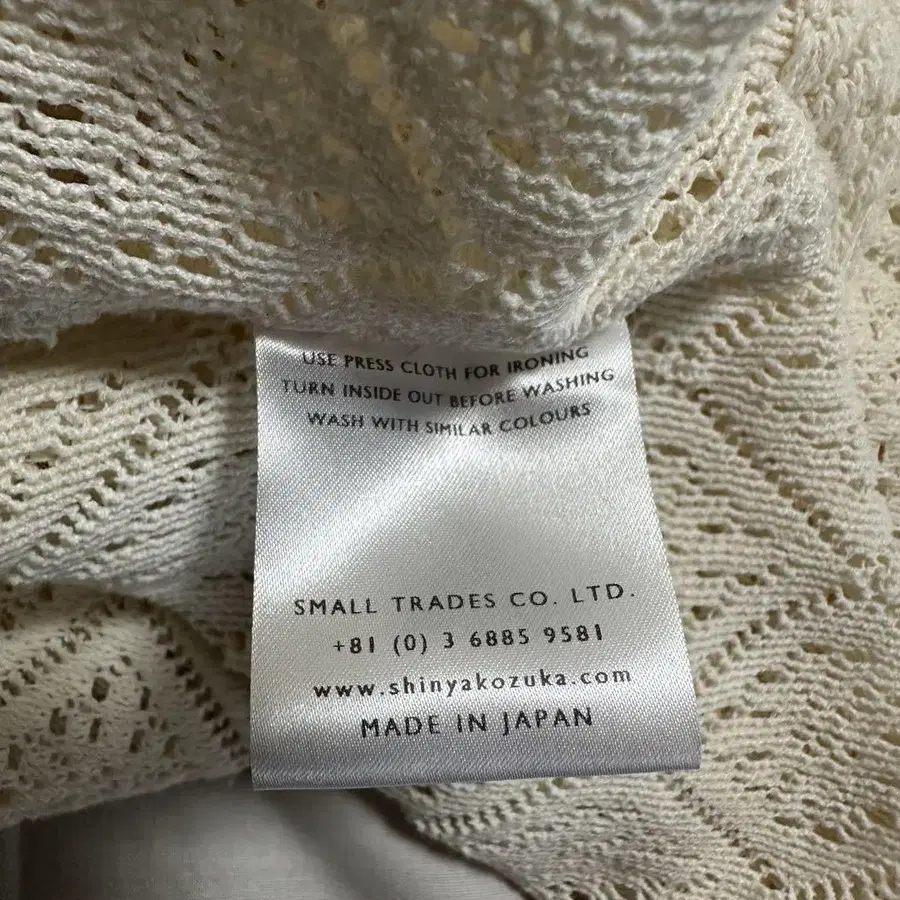 USE PRESS CLOTH FOR IRONING
TURN INSIDE OUT BEFORE WASHING
WASH WITH SIMILAR COLOURS
SMALL TRADES CO. LTD.
+81 (0) 3 6885 9581
www.shinyakozuka.com
MADE IN JAPAN